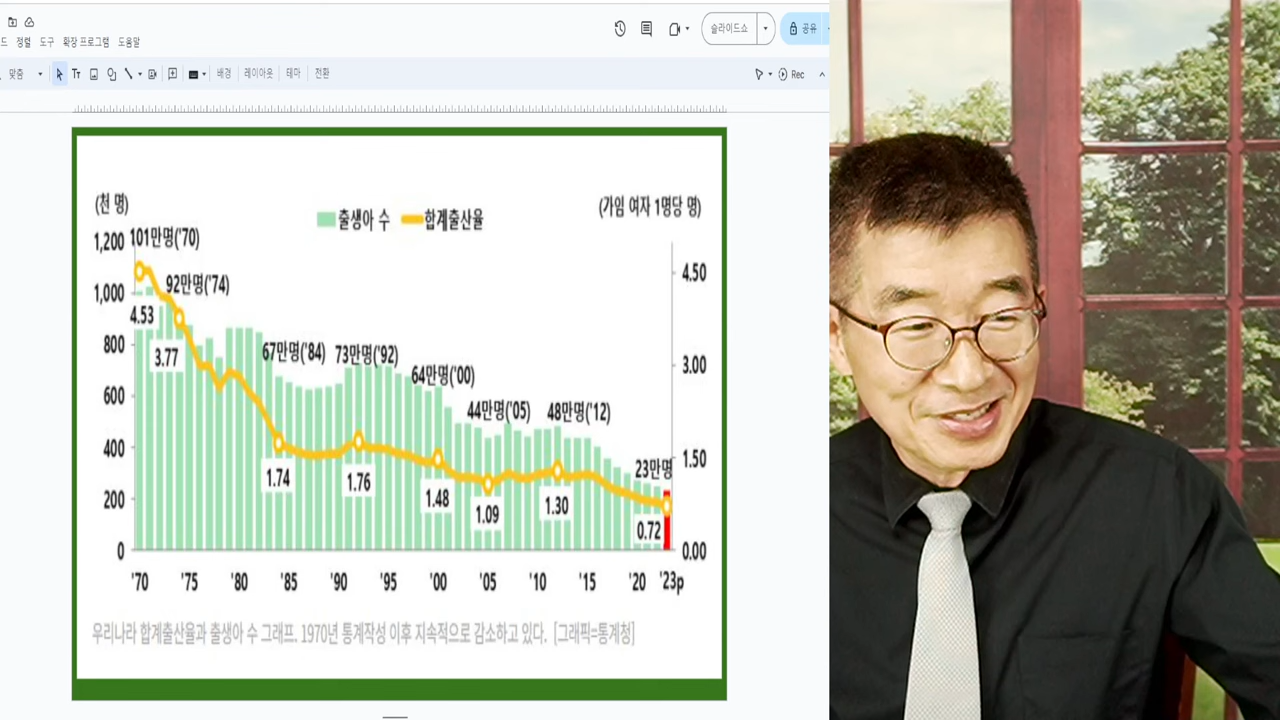 드 정렬 도구 확장 프로그램 도움말
슬라이드쇼
공유
맞춤
Tт
배경 레이아웃 테마 전환
Rec
(천 명)
출생아 수 합계출산율
(가임 여자 1명당 명)
1,200
101만명('70)
92만명('74)
4.50
1,000
4.53
800
3.77
67만명('84)
73만명('92)
3.00
64만명('00)
600
44만명('05)
48만명('12)
400
1.50
23만명
1.74
1.76
1.48
1.09
1.30
200
0.72
0
0.00
'70 '75 '80 '85 '90 '95 '00 '05 '10 '15 '20 '23p
우리나라 합계출산율과 출생아 수 그래프. 1970년 통계작성 이후 지속적으로 감소하고 있다. [그래픽=통계청]